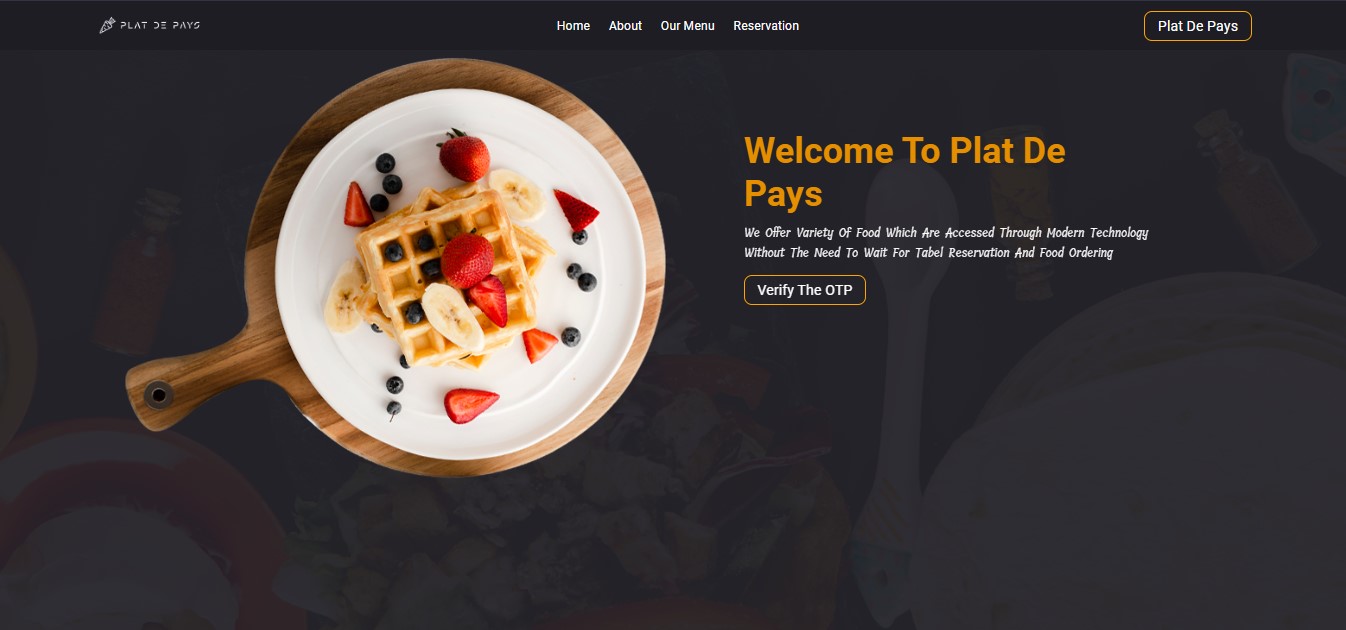 PLAT DE PAYS
Home About Our Menu Reservation
Plat De Pays
Welcome To Plat De
Pays
We Offer Variety Of Food Which Are Accessed Through Modern Technology
Without The Need To Wait For Tabel Reservation And Food Ordering
Verify The OTP